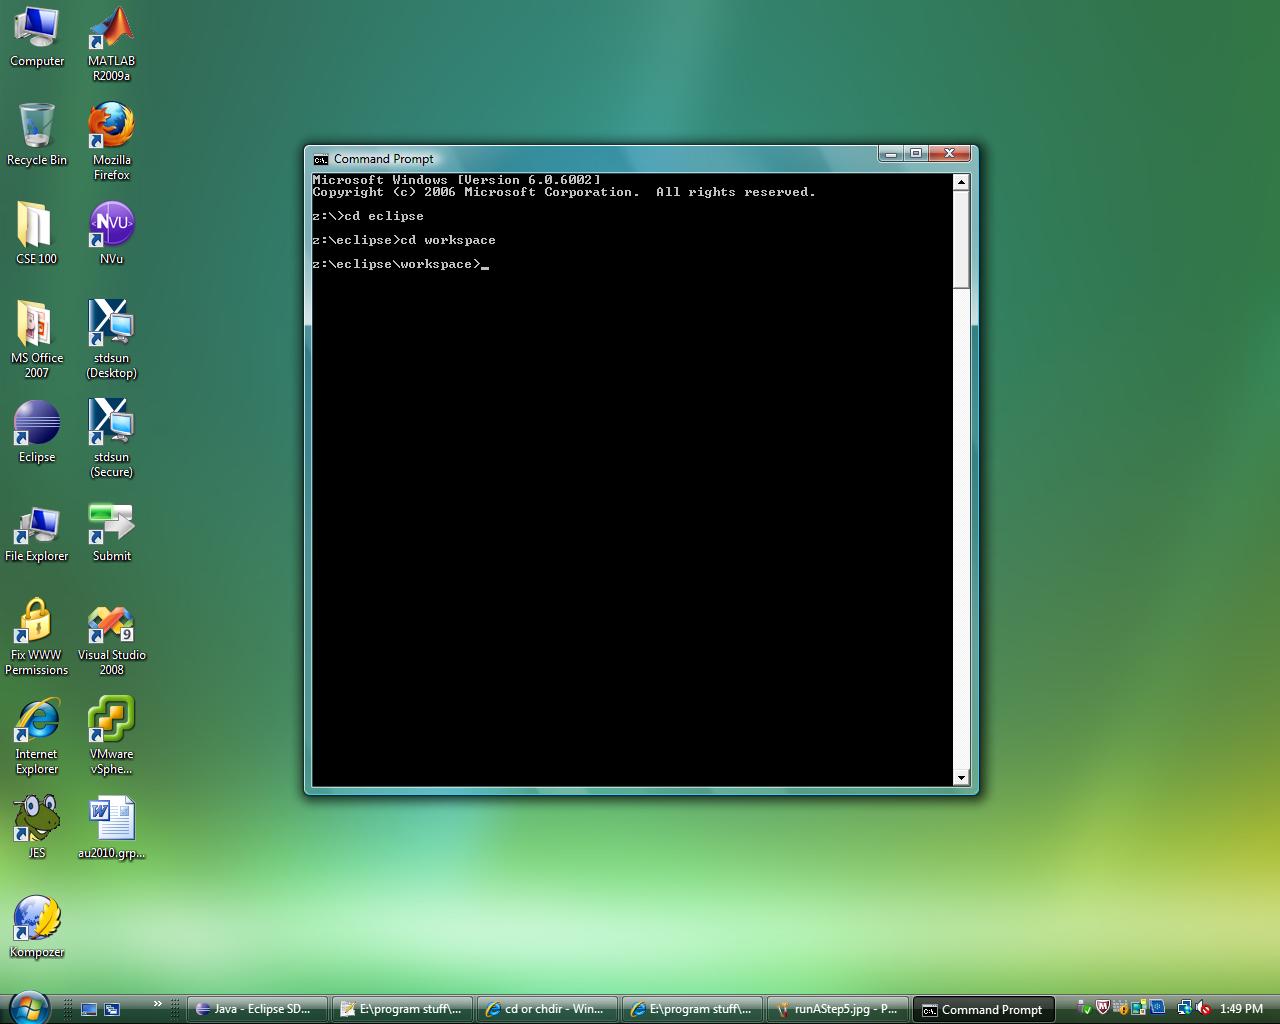 Computer
MATLAB
R2009a
Recycle Bin
Mozilla
Firefox
CSE 100
NVU
NVu
MS Office
2007
stdsun
(Desktop)
Eclipse
stdsun
(Secure)
File Explorer
Submit
Fix WWW
Permissions
9
Visual Studio
2008
Internet
Explorer
VMware
vSphe...
JES
au2010.grp...
Kompozer
Command Prompt
Microsoft Windows [Version 6.0.6002]
Copyright (c) 2006 Microsoft Corporation.  All rights reserved.
z:\>cd eclipse
z:\eclipse>cd workspace
z:\eclipse\workspace>_
Java - Eclipse SD...
E:\program stuff\...
cd or chdir - Win...
E:\program stuff\...
runAStep5.jpg - P...
Command Prompt
1:49 PM